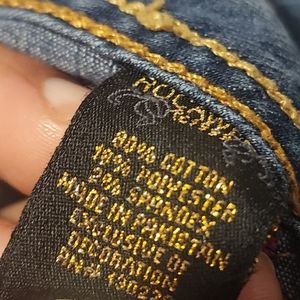 80% COTTON
18% POLYESTER
2% SPANDEX
MADE IN PAKISTAN
EXCLUSIVE OF
DECORATION